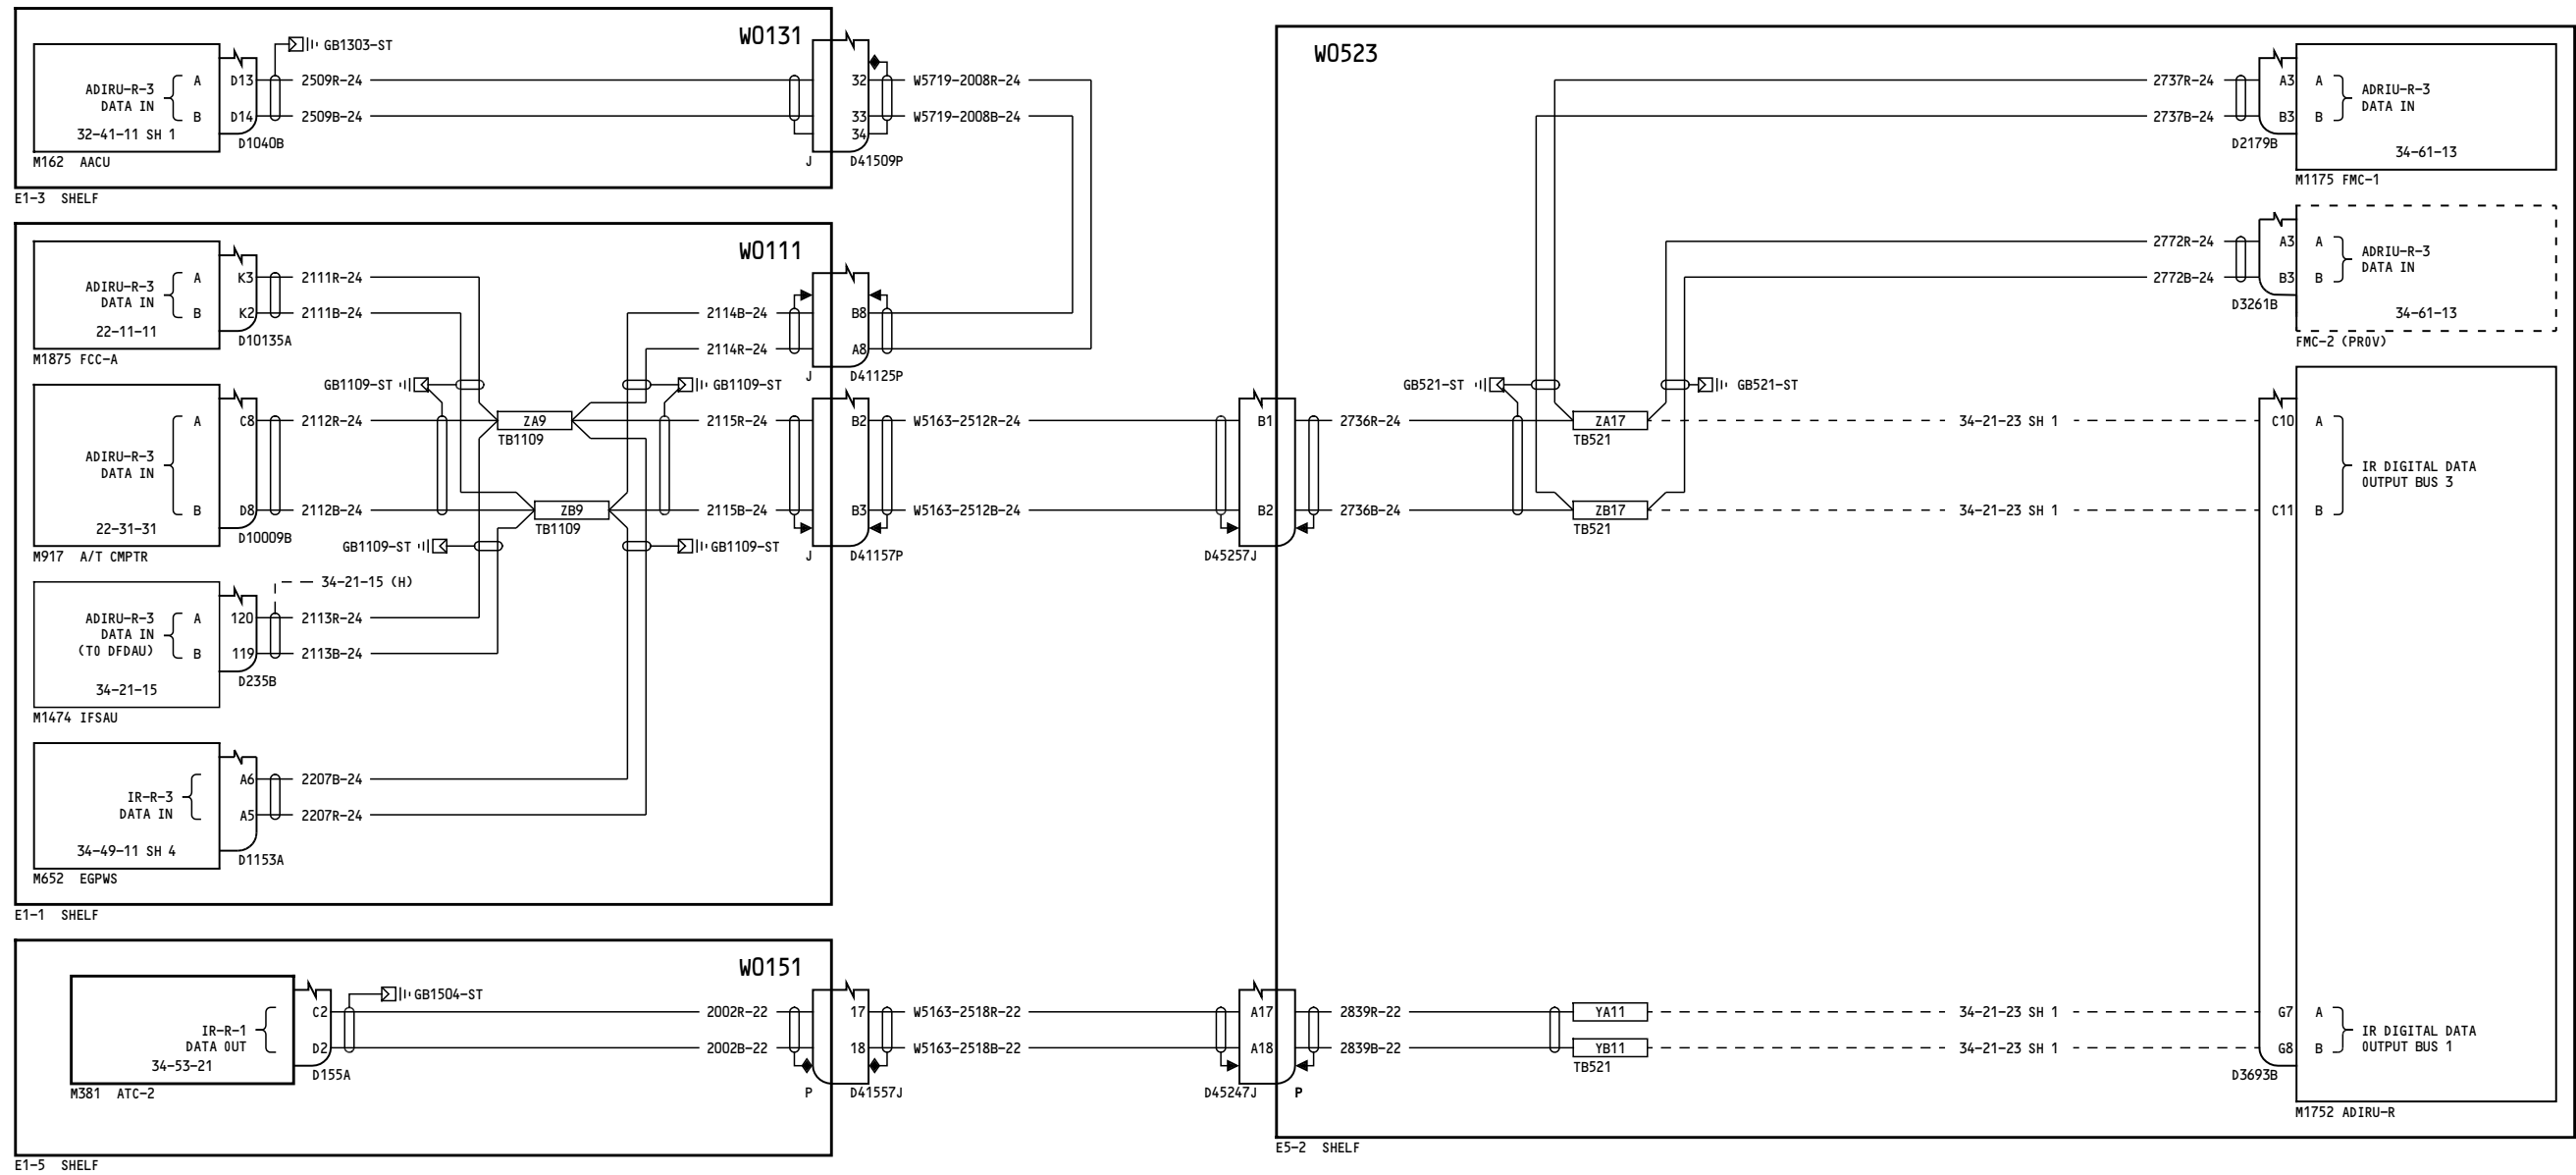 W0131
GB1303-ST
ADIRU-R-3
DATA IN
A
B
D13
D14
2509R-24
2509B-24
32-41-11 SH 1
D1040B
M162 AACU
32
33
34
W5719-2008R-24
W5719-2008B-24
J
D41509P
E1-3 SHELF
W0111
ADIRU-R-3
DATA IN
A
B
K3
K2
2111R-24
2111B-24
22-11-11
D10135A
M1875 FCC-A
2114B-24
2114R-24
B8
A8
J
D41125P
GB1109-ST
GB1109-ST
ADIRU-R-3
DATA IN
A
B
C8
D8
2112R-24
2112B-24
22-31-31
D10009B
M917 A/T CMPTR
ZA9
TB1109
ZB9
TB1109
2115R-24
2115B-24
B2
B3
W5163-2512R-24
W5163-2512B-24
J
D41157P
GB1109-ST
GB1109-ST
34-21-15 (H)
ADIRU-R-3
DATA IN
(TO DFDAU)
A
B
120
119
2113R-24
2113B-24
34-21-15
D235B
M1474 IFSAU
IR-R-3
DATA IN
A6
A5
2207B-24
2207R-24
34-49-11 SH 4
D1153A
M652 EGPWS
E1-1 SHELF
W0151
GB1504-ST
IR-R-1
DATA OUT
C2
D2
34-53-21
D155A
M381 ATC-2
2002R-22
2002B-22
17
18
W5163-2518R-22
W5163-2518B-22
P
D41557J
E1-5 SHELF
W0523
2737R-24
2737B-24
A3
B3
A
B
ADRIU-R-3
DATA IN
D2179B
34-61-13
M1175 FMC-1
2772R-24
2772B-24
A3
B3
A
B
ADRIU-R-3
DATA IN
D3261B
34-61-13
FMC-2 (PROV)
GB521-ST
GB521-ST
B1
B2
2736R-24
2736B-24
D45257J
ZA17
TB521
ZB17
TB521
34-21-23 SH 1
34-21-23 SH 1
C10
C11
A
B
IR DIGITAL DATA
OUTPUT BUS 3
A17
A18
2839R-22
2839B-22
D45247J
P
YA11
YB11
TB521
34-21-23 SH 1
34-21-23 SH 1
G7
G8
A
B
IR DIGITAL DATA
OUTPUT BUS 1
D3693B
M1752 ADIRU-R
E5-2 SHELF